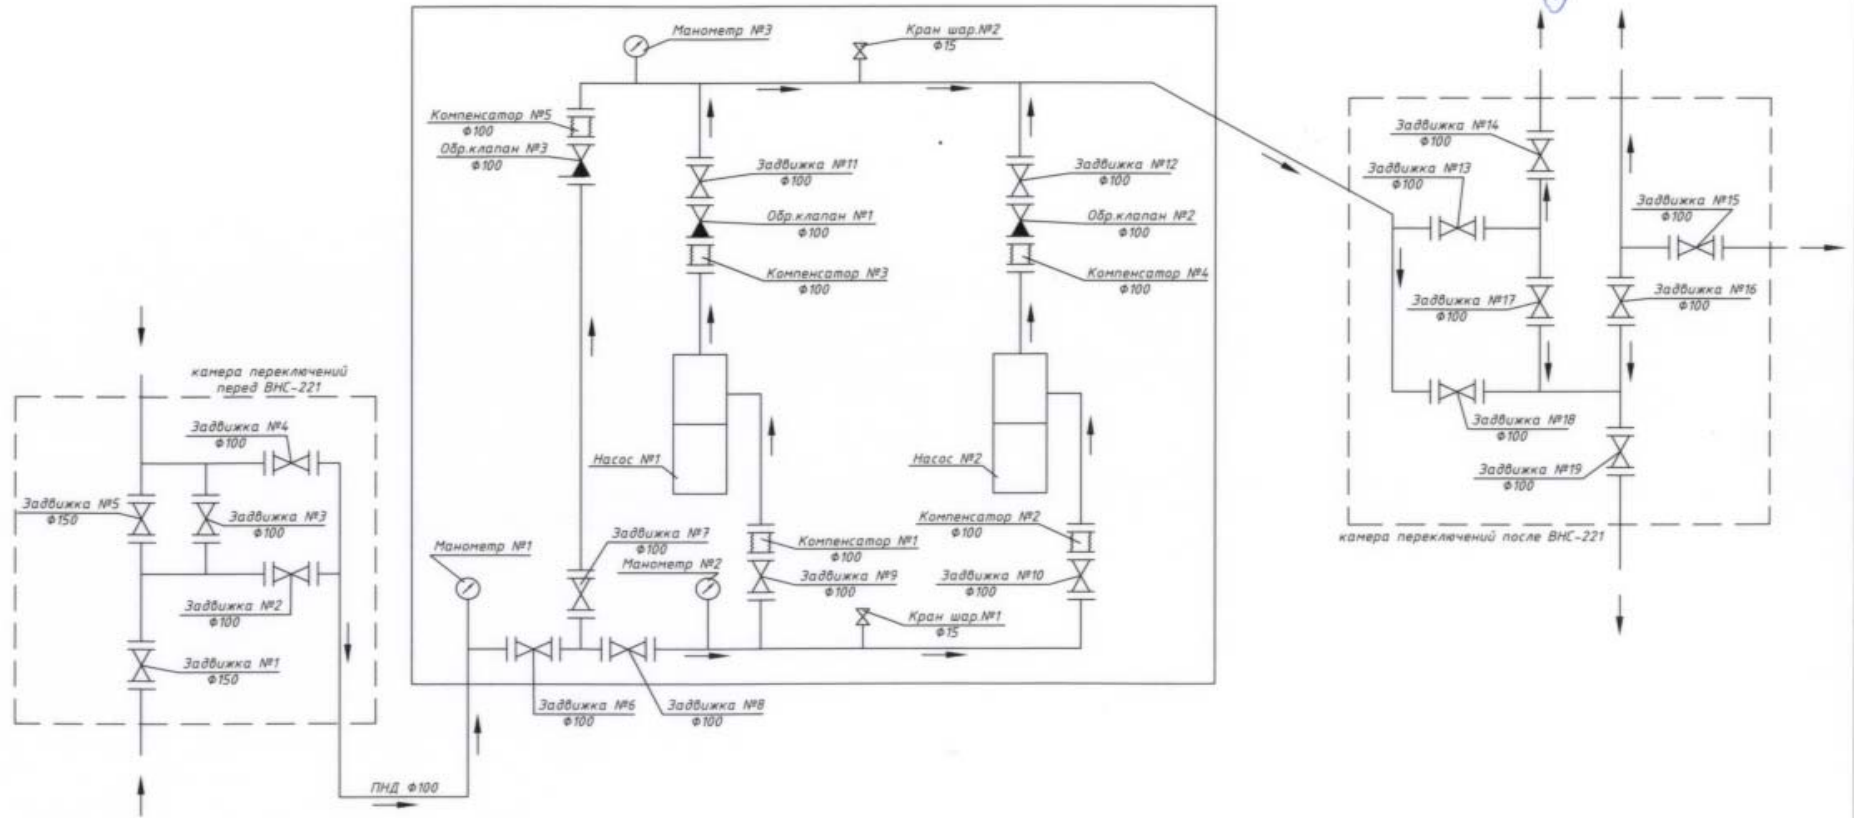 Манометр №3
Кран шар.№2
Ф15
Компенсатор №5
Ф100
Обр.клапан №3
Ф100
Задвижка №11
Ф100
Задвижка №12
Ф100
Обр.клапан №1
Ф100
Обр.клапан №2
Ф100
Компенсатор №3
Ф100
Компенсатор №4
Ф100
Задвижка №14
Ф100
Задвижка №13
Ф100
Задвижка №15
Ф100
Задвижка №17
Ф100
Задвижка №16
Ф100
Задвижка №18
Ф100
Задвижка №19
Ф100
камера переключений после ВНС-221
камера переключений
перед ВНС-221
Задвижка №4
Ф100
Задвижка №5
Ф150
Задвижка №3
Ф100
Задвижка №2
Ф100
Задвижка №1
Ф150
ПНД Ф100
Насос №1
Насос №2
Манометр №1
Задвижка №7
Ф100
Манометр №2
Компенсатор №1
Ф100
Задвижка №9
Ф100
Компенсатор №2
Ф100
Задвижка №10
Ф100
Кран шар.№1
Ф15
Задвижка №6
Ф100
Задвижка №8
Ф100